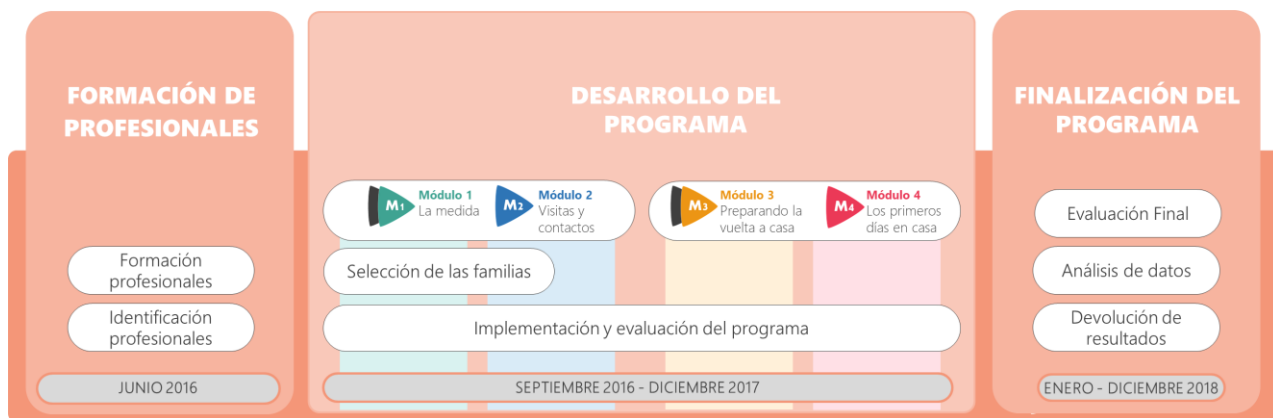 FORMACIÓN DE
PROFESIONALES
Formación
profesionales
Identificación
profesionales
JUNIO 2016
DESARROLLO DEL
PROGRAMA
M1
Módulo 1
La medida
M2
Módulo 2
Visitas y
contactos
M3
Módulo 3
Preparando la
vuelta a casa
M4
Módulo 4
Los primeros
días en casa
Selección de las familias
Implementación y evaluación del programa
SEPTIEMBRE 2016 - DICIEMBRE 2017
FINALIZACIÓN DEL
PROGRAMA
Evaluación Final
Análisis de datos
Devolución de
resultados
ENERO - DICIEMBRE 2018